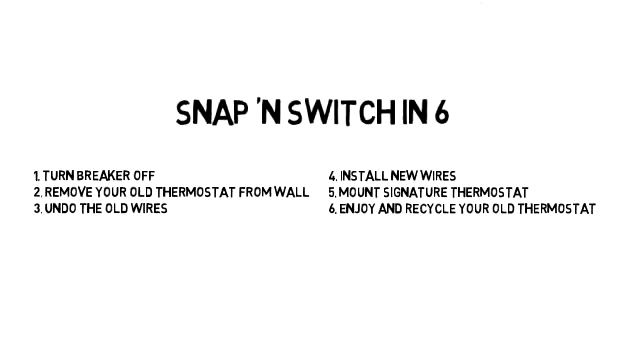 SNAP 'N SWITCH IN 6
1. TURN BREAKER OFF
2. REMOVE YOUR OLD THERMOSTAT FROM WALL
3. UNDO THE OLD WIRES
4. INSTALL NEW WIRES
5. MOUNT SIGNATURE THERMOSTAT
6. ENJOY AND RECYCLE YOUR OLD THERMOSTAT